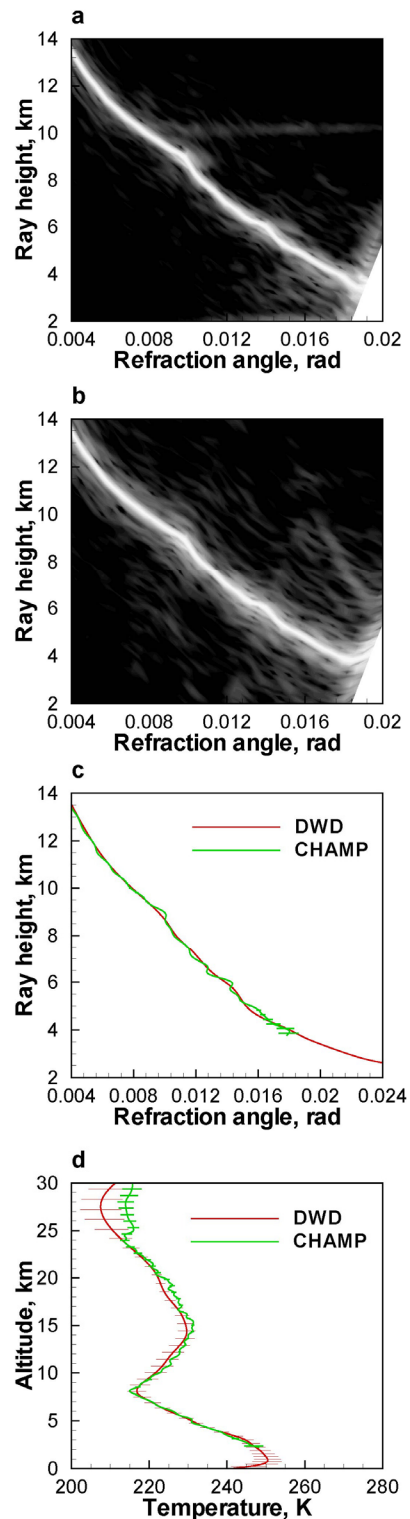 a
14
12
10
8
6
4
2
Ray height, km
0.004 0.008 0.012 0.016 0.02
Refraction angle, rad
b
14
12
10
8
6
4
2
Ray height, km
0.004 0.008 0.012 0.016 0.02
Refraction angle, rad
c
14
12
10
8
6
4
2
Ray height, km
DWD
CHAMP
0.004 0.008 0.012 0.016 0.02 0.024
Refraction angle, rad
d
30
25
20
15
10
5
0
Altitude, km
DWD
CHAMP
200 220 240 260 280
Temperature, K